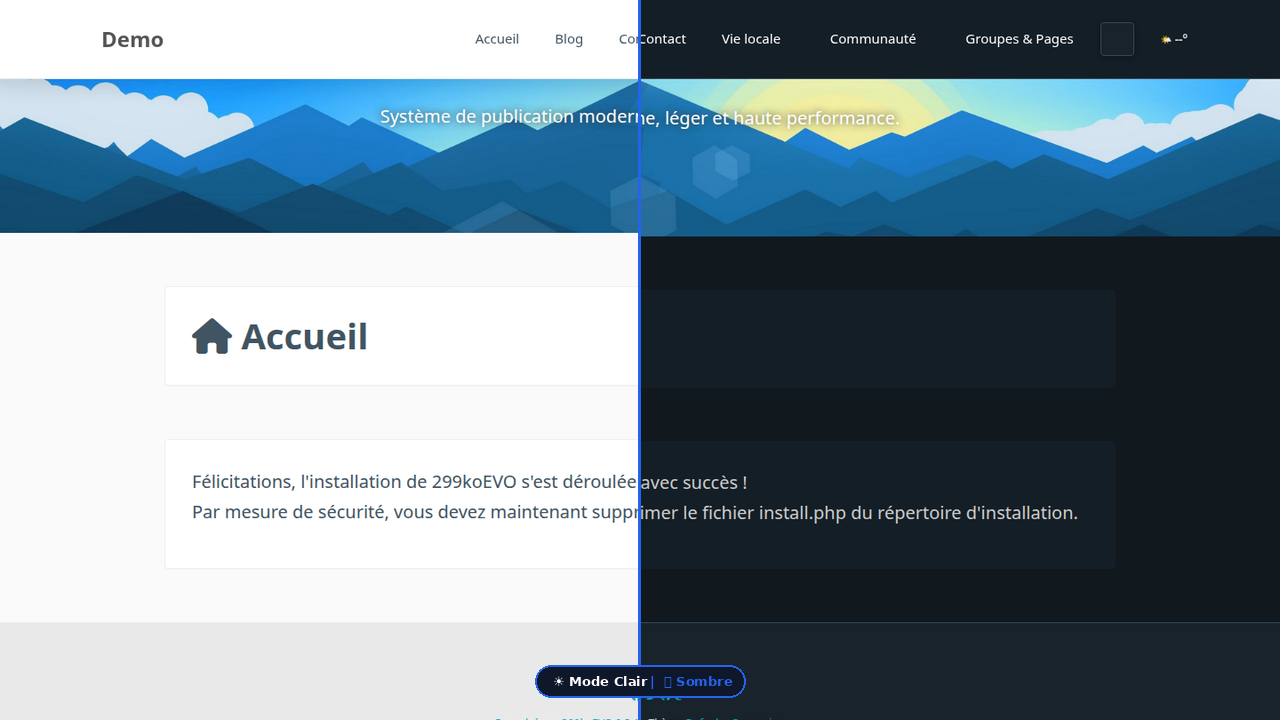 Demo
Accueil Blog Co Contact Vie locale Communauté Groupes & Pages --°
Système de publication moderne, léger et haute performance.
Accueil
Félicitations, l'installation de 299koEVO s'est déroulée avec succès !
Par mesure de sécurité, vous devez maintenant supprimer le fichier install.php du répertoire d'installation.
Mode Clair | Sombre